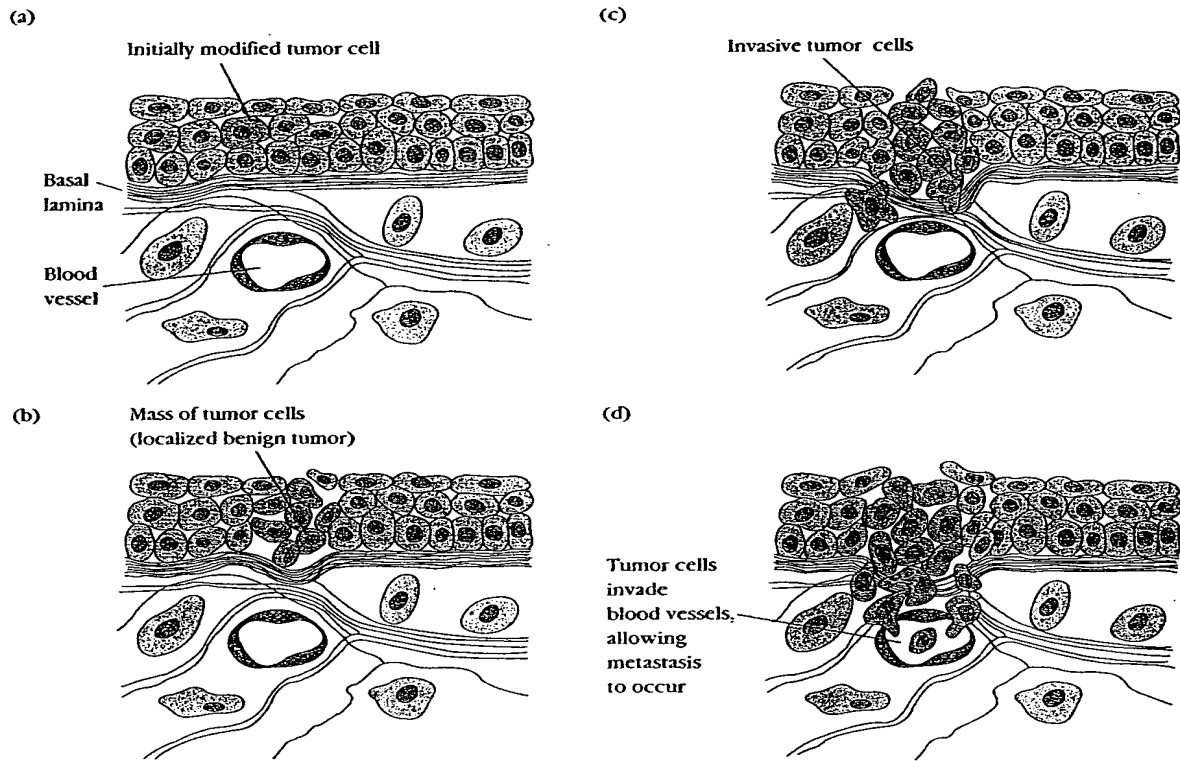 (a)
Initially modified tumor cell
Basal
lamina
Blood
vessel
(b)
Mass of tumor cells
(localized benign tumor)
(c)
Invasive tumor cells
(d)
Tumor cells
invade
blood vessels,
allowing
metastasis
to occur